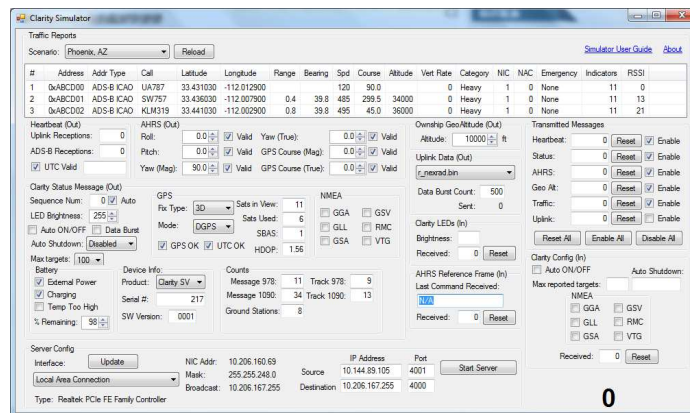 Clarity Simulator
Traffic Reports
Scenario: Phoenix, AZ Reload Simulator User Guide About
# Address Addr Type Call Latitude Longitude Range Bearing Spd Course Altitude Vert Rate Category NIC NAC Emergency Indicators RSSI
1 0xABCD00 ADS-B ICAO UA787 33.431030 -112.012900 120 90.0 0 Heavy 1 0 None 11 0
2 0xABCD01 ADS-B ICAO SW757 33.436030 -112.007900 0.4 39.8 485 299.5 34000 0 Heavy 1 0 None 11 13
3 0xABCD02 ADS-B ICAO KLM319 33.441030 -112.002900 0.8 39.8 495 45.0 36000 0 Heavy 1 0 None 11 21
Heartbeat (Out)
Uplink Receptions: 0
ADS-B Receptions: 0
UTC Valid
AHRS (Out)
Roll: 0.0 Valid Yaw (True): 0.0 Valid
Pitch: 0.0 Valid GPS Course (Mag): 0.0 Valid
Yaw (Mag): 90.0 Valid GPS Course (True): 0.0 Valid
Ownship GeoAltitude (Out)
Altitude: 10000 ft
Uplink Data (Out)
r_nexrad.bin
Data Burst Count: 500
Sent: 0
Transmitted Messages
Heartbeat: 0 Reset Enable
Status: 0 Reset Enable
AHRS: 0 Reset Enable
Geo Alt: 0 Reset Enable
Traffic: 0 Reset Enable
Uplink: 0 Reset Enable
Reset All Enable All Disable All
Clarity Status Message (Out)
Sequence Num: 0 Auto
LED Brightness: 255
Auto ON/OFF Data Burst
Auto Shutdown: Disabled
Max targets: 100
GPS
Fix Type: 3D Sats in View: 11
Mode: DGPS Sats Used: 6
SBAS: 1
GPS OK UTC OK HDOP: 1.56
NMEA
GGA GSV
GLL RMC
GSA VTG
Battery
External Power
Charging
Temp Too High
% Remaining: 98
Device Info:
Product: Clarity SV
Serial #: 217
SW Version: 0001
Counts
Message 978: 11 Track 978: 9
Message 1090: 34 Track 1090: 13
Ground Stations: 8
Clarity LEDs (In)
Brightness:
Received: 0 Reset
AHRS Reference Frame (In)
Last Command Received:
N/A
Received: 0 Reset
Clarity Config (In)
Auto ON/OFF Auto Shutdown:
Max reported targets:
NMEA
GGA GSV
GLL RMC
GSA VTG
Received: 0 Reset
Server Config
Interface: Update
Local Area Connection
Type: Realtek PCIe FE Family Controller
NIC Addr: 10.206.160.69
Mask: 255.255.248.0
Broadcast: 10.206.167.255
IP Address Port
Source 10.144.89.105 4001 Start Server
Destination 10.206.167.255 4000
0